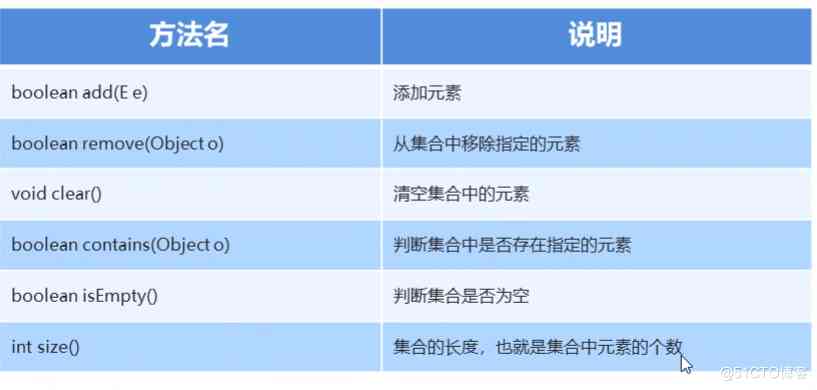 方法名 说明
boolean add(E e) 添加元素
boolean remove(Object o) 从集合中移除指定的元素
void clear() 清空集合中的元素
boolean contains(Object o) 判断集合中是否存在指定的元素
boolean isEmpty() 判断集合是否为空
int size() 集合的长度，也就是集合中元素的个数
@51CTO博客